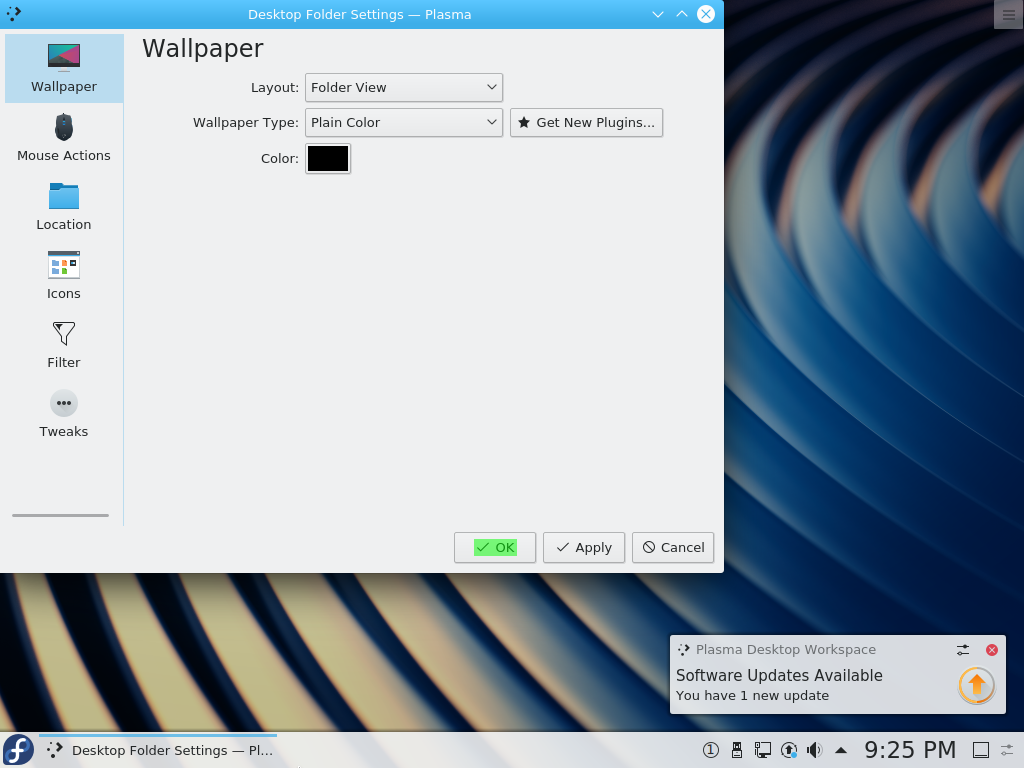 Desktop Folder Settings — Plasma
Wallpaper
Mouse Actions
Location
Icons
Filter
Tweaks
Wallpaper
Layout: Folder View
Wallpaper Type: Plain Color Get New Plugins...
Color:
OK Apply Cancel
Plasma Desktop Workspace
Software Updates Available
You have 1 new update
Desktop Folder Settings — Pl... 1 9:25 PM